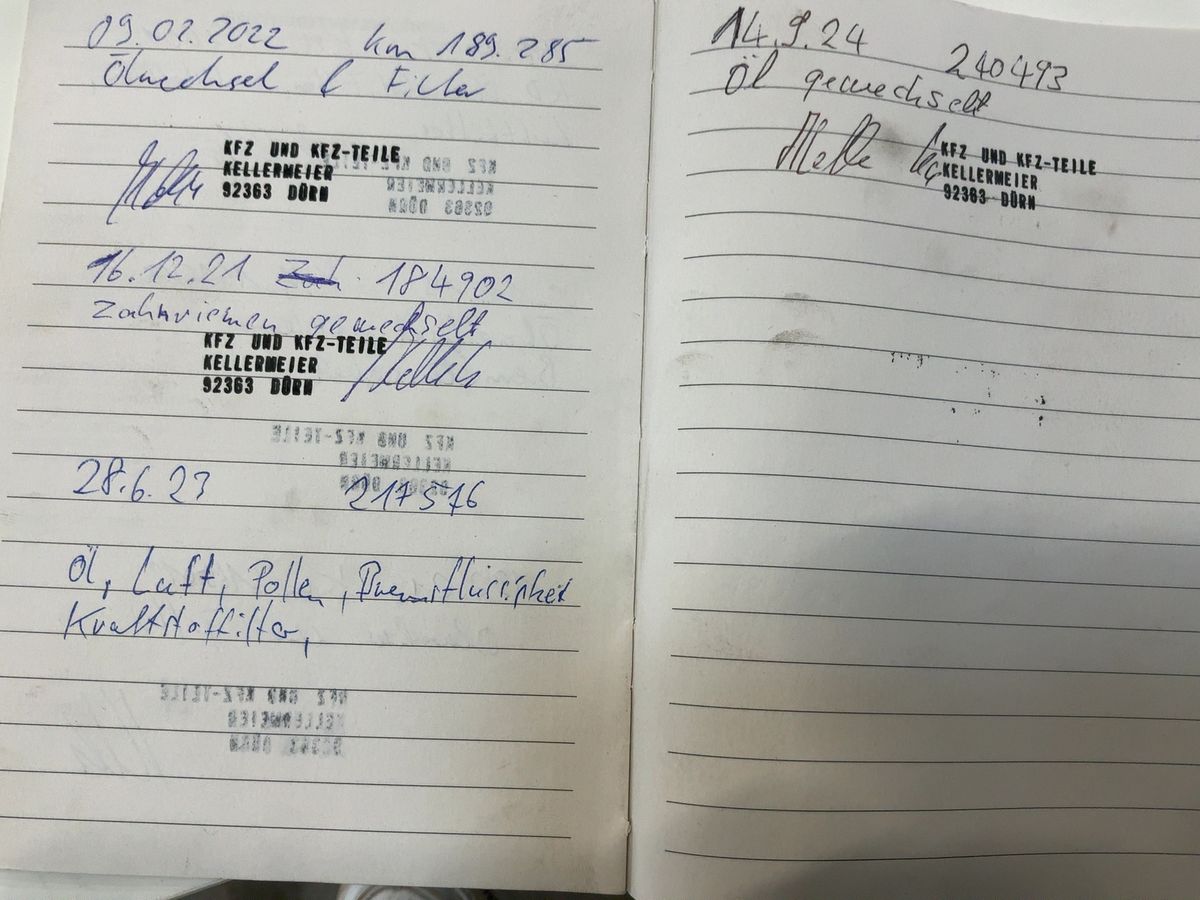 09.02.2022 km 189.285
Ölwechsel & Filter
KFZ UND KFZ-TEILE
KELLERMEIER
92363 DÜRN
16.12.21 184902
Zahnriemen gewechselt
KFZ UND KFZ-TEILE
KELLERMEIER
92363 DÜRN
28.6.23 217576
Öl, Luft, Pollen, Bremsflüssigkeit
Kraftstoffilter,
14.9.24 240493
Öl gewechselt
KFZ UND KFZ-TEILE
KELLERMEIER
92363 DÜRN